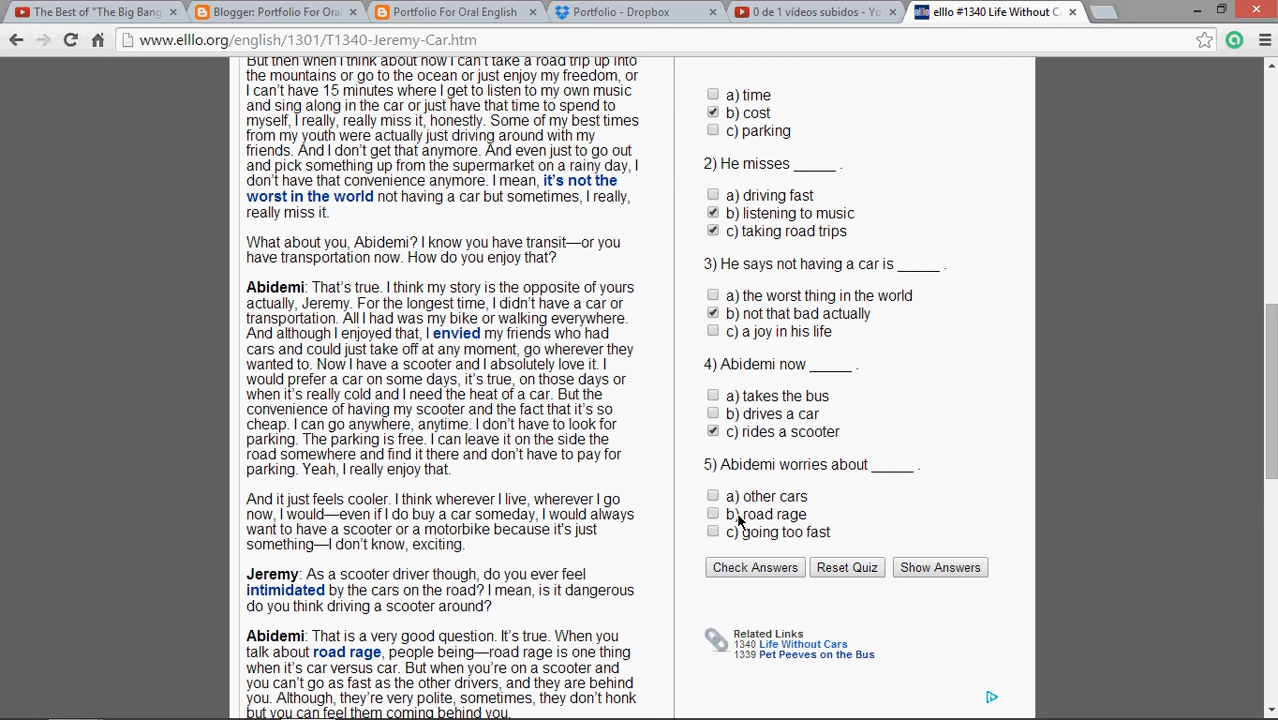 The Best of "The Big Bang
Blogger: Portfolio For Oral
Portfolio For Oral English
Portfolio - Dropbox
0 de 1 vídeos subidos - Yo
elllo #1340 Life Without C
www.elllo.org/english/1301/T1340-Jeremy-Car.htm
But then when I think about how I can't take a road trip up into
the mountains or go to the ocean or just enjoy my freedom, or
I can't have 15 minutes where I get to listen to my own music
and sing along in the car or just have that time to spend to
myself, I really, really miss it, honestly. Some of my best times
from my youth were actually just driving around with my
friends. And I don't get that anymore. And even just to go out
and pick something up from the supermarket on a rainy day, I
don't have that convenience anymore. I mean, it's not the
worst in the world not having a car but sometimes, I really,
really miss it.
What about you, Abidemi? I know you have transit—or you
have transportation now. How do you enjoy that?
Abidemi: That's true. I think my story is the opposite of yours
actually, Jeremy. For the longest time, I didn't have a car or
transportation. All I had was my bike or walking everywhere.
And although I enjoyed that, I envied my friends who had
cars and could just take off at any moment, go wherever they
wanted to. Now I have a scooter and I absolutely love it. I
would prefer a car on some days, it's true, on those days or
when it's really cold and I need the heat of a car. But the
convenience of having my scooter and the fact that it's so
cheap. I can go anywhere, anytime. I don't have to look for
parking. The parking is free. I can leave it on the side the
road somewhere and find it there and don't have to pay for
parking. Yeah, I really enjoy that.
And it just feels cooler. I think wherever I live, wherever I go
now, I would—even if I do buy a car someday, I would always
want to have a scooter or a motorbike because it's just
something—I don't know, exciting.
Jeremy: As a scooter driver though, do you ever feel
intimidated by the cars on the road? I mean, is it dangerous
do you think driving a scooter around?
Abidemi: That is a very good question. It's true. When you
talk about road rage, people being—road rage is one thing
when it's car versus car. But when you're on a scooter and
you can't go as fast as the other drivers, and they are behind
you. Although, they're very polite, sometimes, they don't honk
but you can feel them coming behind you.
a) time
b) cost
c) parking
2) He misses _____ .
a) driving fast
b) listening to music
c) taking road trips
3) He says not having a car is _____ .
a) the worst thing in the world
b) not that bad actually
c) a joy in his life
4) Abidemi now _____ .
a) takes the bus
b) drives a car
c) rides a scooter
5) Abidemi worries about _____ .
a) other cars
b) road rage
c) going too fast
Check Answers
Reset Quiz
Show Answers
Related Links
1340 Life Without Cars
1339 Pet Peeves on the Bus